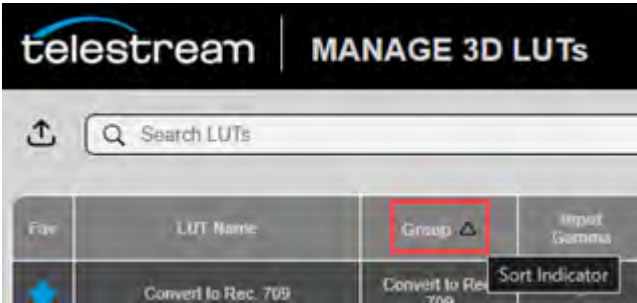 telestream
MANAGE 3D LUTs
Search LUTs
Fav
LUT Name
Group
Input
Gamma
Sort Indicator
Convert to Rec. 709
Convert to Rec
709